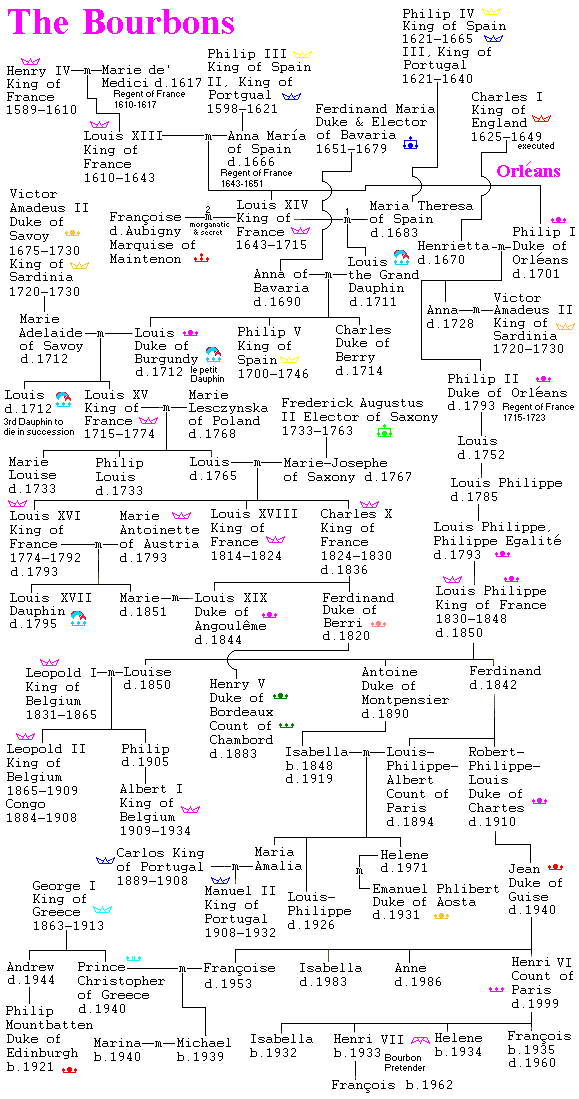 The Bourbons
Philip IV
King of Spain
1621-1665
III, King of
Portugal
1621-1640
Philip III
King of Spain
II, King of
Portgual
1598-1621
Henry IV m Marie de'
King of Medici d.1617
France Regent of France
1589-1610 1610-1617
Ferdinand Maria
Duke & Elector
of Bavaria
1651-1679
Charles I
King of
England
1625-1649
executed
Louis XIII m Anna María
King of of Spain
France d.1666
1610-1643 Regent of France
1643-1651
Orléans
Victor
Amadeus II
Duke of
Savoy
1675-1730
King of
Sardinia
1720-1730
Françoise 2 Louis XIV m Maria Theresa
d.Aubigny morganatic King of 1 of Spain
Marquise of & secret France d.1683
Maintenon 1643-1715
Henrietta m Philip I
d.1670 Duke of
Orléans
d.1701
Anna of m Louis
Bavaria the Grand
d.1690 Dauphin
d.1711
Anna m Victor
d.1728 Amadeus II
King of
Sardinia
1720-1730
Marie
Adelaide m Louis
of Savoy Duke of
d.1712 Burgundy
d.1712 le petit
Dauphin
Philip V
King of
Spain
1700-1746
Charles
Duke of
Berry
d.1714
Philip II
Duke of Orléans
d.1793 Regent of France
1715-1723
Louis
d.1712
3rd Dauphin to
die in succession
Louis XV m Marie
King of Lesczynska
France of Poland
1715-1774 d.1768
Frederick Augustus
II Elector of Saxony
1733-1763
Louis
d.1752
Marie
Louise
d.1733
Philip
Louis
d.1733
Louis m Marie-Josephe
d.1765 of Saxony d.1767
Louis Philippe
d.1785
Louis XVI
King of
France m
1774-1792
d.1793
Marie
Antoinette
of Austria
d.1793
Louis XVIII
King of
France
1814-1824
Charles X
King of
France
1824-1830
d.1836
Louis Philippe,
Philippe Egalité
d.1793
Louis XVII
Dauphin
d.1795
Marie m Louis XIX
d.1851 Duke of
Angoulême
d.1844
Ferdinand
Duke of
Berri
d.1820
Louis Philippe
King of France
1830-1848
d.1850
Leopold I m Louise
King of d.1850
Belgium
1831-1865
Henry V
Duke of
Bordeaux
Count of
Chambord
d.1883
Antoine
Duke of
Montpensier
d.1890
Ferdinand
d.1842
Leopold II
King of
Belgium
1865-1909
Congo
1884-1908
Philip
d.1905
Albert I
King of
Belgium
1909-1934
Isabella m Louis-
b.1848 Philippe-
d.1919 Albert
Count of
Paris
d.1894
Robert-
Philippe-
Louis
Duke of
Chartes
d.1910
Carlos King
of Portugal
1889-1908
m
Maria
Amalia
Manuel II
King of
Portugal
1908-1932
Louis-
Philippe
d.1926
Helene
d.1971
m
Emanuel Phlibert
Duke of Aosta
d.1931
Jean
Duke of
Guise
d.1940
George I
King of
Greece
1863-1913
Andrew
d.1944
Prince m Françoise
Christopher d.1953
of Greece
d.1940
Isabella
d.1983
Anne
d.1986
Henri VI
Count of
Paris
d.1999
Philip
Mountbatten
Duke of
Edinburgh
b.1921
Marina m Michael
b.1940 b.1939
Isabella
b.1932
Henri VII
b.1933
Bourbon
Pretender
Helene
b.1934
François
b.1935
d.1960
François b.1962